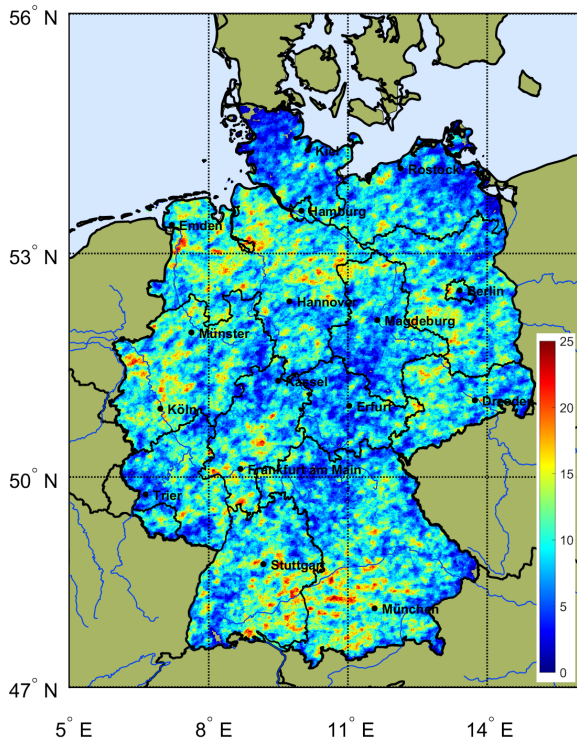 56° N
Kiel
Rostock
Hamburg
Emden
53° N
Berlin
Hannover
Magdeburg
Münster
25
Kassel
20
Dresden
Köln
Erfurt
15
50° N
Frankfurt am Main
Trier
10
Stuttgart
5
München
0
47° N
5° E
8° E
11° E
14° E